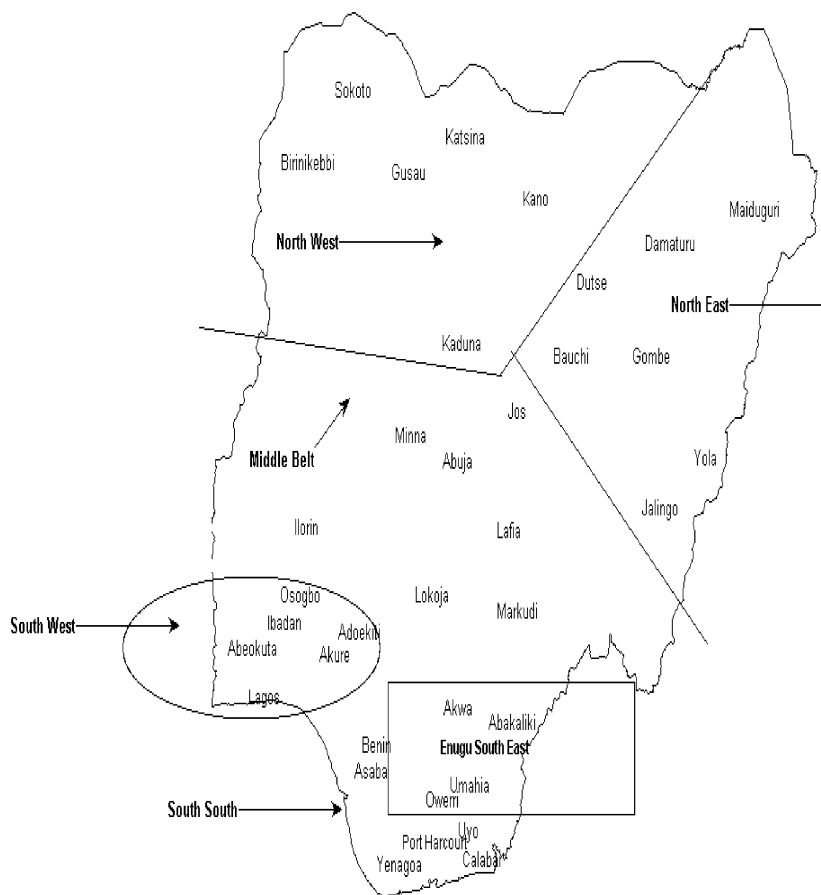 Sokoto
Katsina
Birinikebbi
Gusau
Kano
Maiduguri
North West
Damaturu
Dutse
North East
Kaduna
Bauchi
Gombe
Jos
Minna
Middle Belt
Abuja
Yola
Jalingo
Ilorin
Lafia
Osogbo
Lokoja
Markudi
South West
Ibadan
Adoekiti
Abeokuta
Akure
Lagos
Akwa
Abakaliki
Benin
Enugu South East
Asaba
Umahia
Owerri
South South
Uyo
Port Harcourt
Calabar
Yenagoa